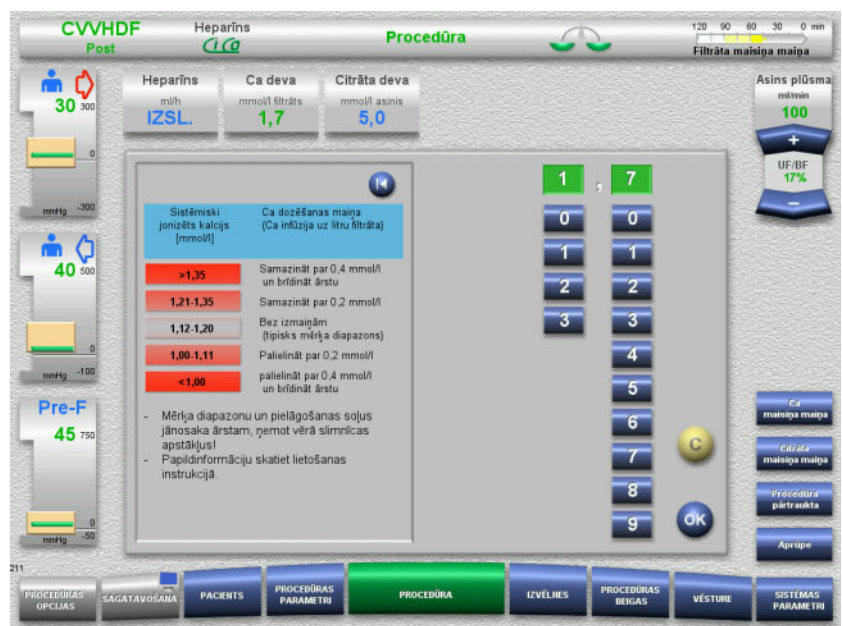 CVVHDF
Post
Heparīns
CiCa
Procedūra
120 90 60 30 0 min
Filtrāta maisiņa maiņa
30 300
0
mmHg -300
Heparīns
ml/h
IZSL.
Ca deva
mmol/l filtrāts
1,7
Citrāta deva
mmol/l asinis
5,0
Asins plūsma
ml/min
100
+
UF/BF
17%
−
Sistēmiski
jonizēts kalcijs
[mmol/l]
Ca dozēšanas maiņa
(Ca infūzija uz litru filtrāta)
>1,35
Samazināt par 0,4 mmol/l
un brīdināt ārstu
1,21-1,35
Samazināt par 0,2 mmol/l
1,12-1,20
Bez izmaiņām
(tipisks mērķa diapazons)
1,00-1,11
Palielināt par 0,2 mmol/l
<1,00
palielināt par 0,4 mmol/l
un brīdināt ārstu
- Mērķa diapazonu un pielāgošanas soļus
jānosaka ārstam, ņemot vērā slimnīcas
apstākļus!
- Papildinformāciju skatiet lietošanas
instrukcijā.
1 , 7
0 0
1 1
2 2
3 3
4
5
6
7
8
9
C
OK
40 500
0
mmHg -100
Pre-F
45 750
0
mmHg -50
Ca
maisiņa maiņa
Citrāta
maisiņa maiņa
Procedūra
pārtraukta
Aprūpe
211
PROCEDŪRAS
OPCIJAS
SAGATAVOŠANA
PACIENTS
PROCEDŪRAS
PARAMETRI
PROCEDŪRA
IZVĒLNES
PROCEDŪRAS
BEIGAS
VĒSTURE
SISTĒMAS
PARAMETRI